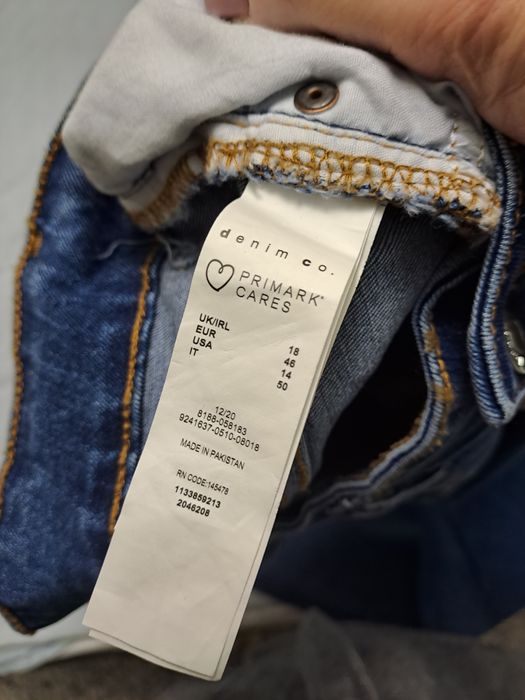 denim co.
PRIMARK®
CARES
UK/IRL 18
EUR 46
USA 14
IT 50
12/20
8188-058183
9241637-0510-08018
MADE IN PAKISTAN
RN CODE:145478
1133859213
2046208